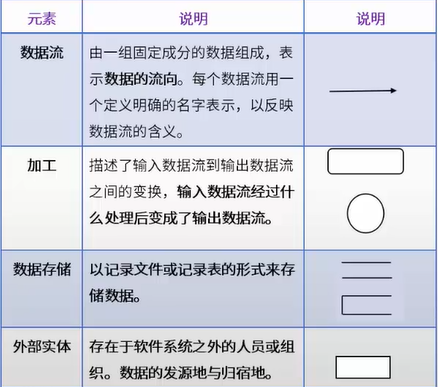 元素 说明 说明
数据流 由一组固定成分的数据组成，表
示数据的流向。每个数据流用一
个定义明确的名字表示，以反映
数据流的含义。
加工 描述了输入数据流到输出数据流
之间的变换，输入数据流经过什
么处理后变成了输出数据流。
数据存储 以记录文件或记录表的形式来存
储数据。
外部实体 存在于软件系统之外的人员或组
织。数据的发源地与归宿地。